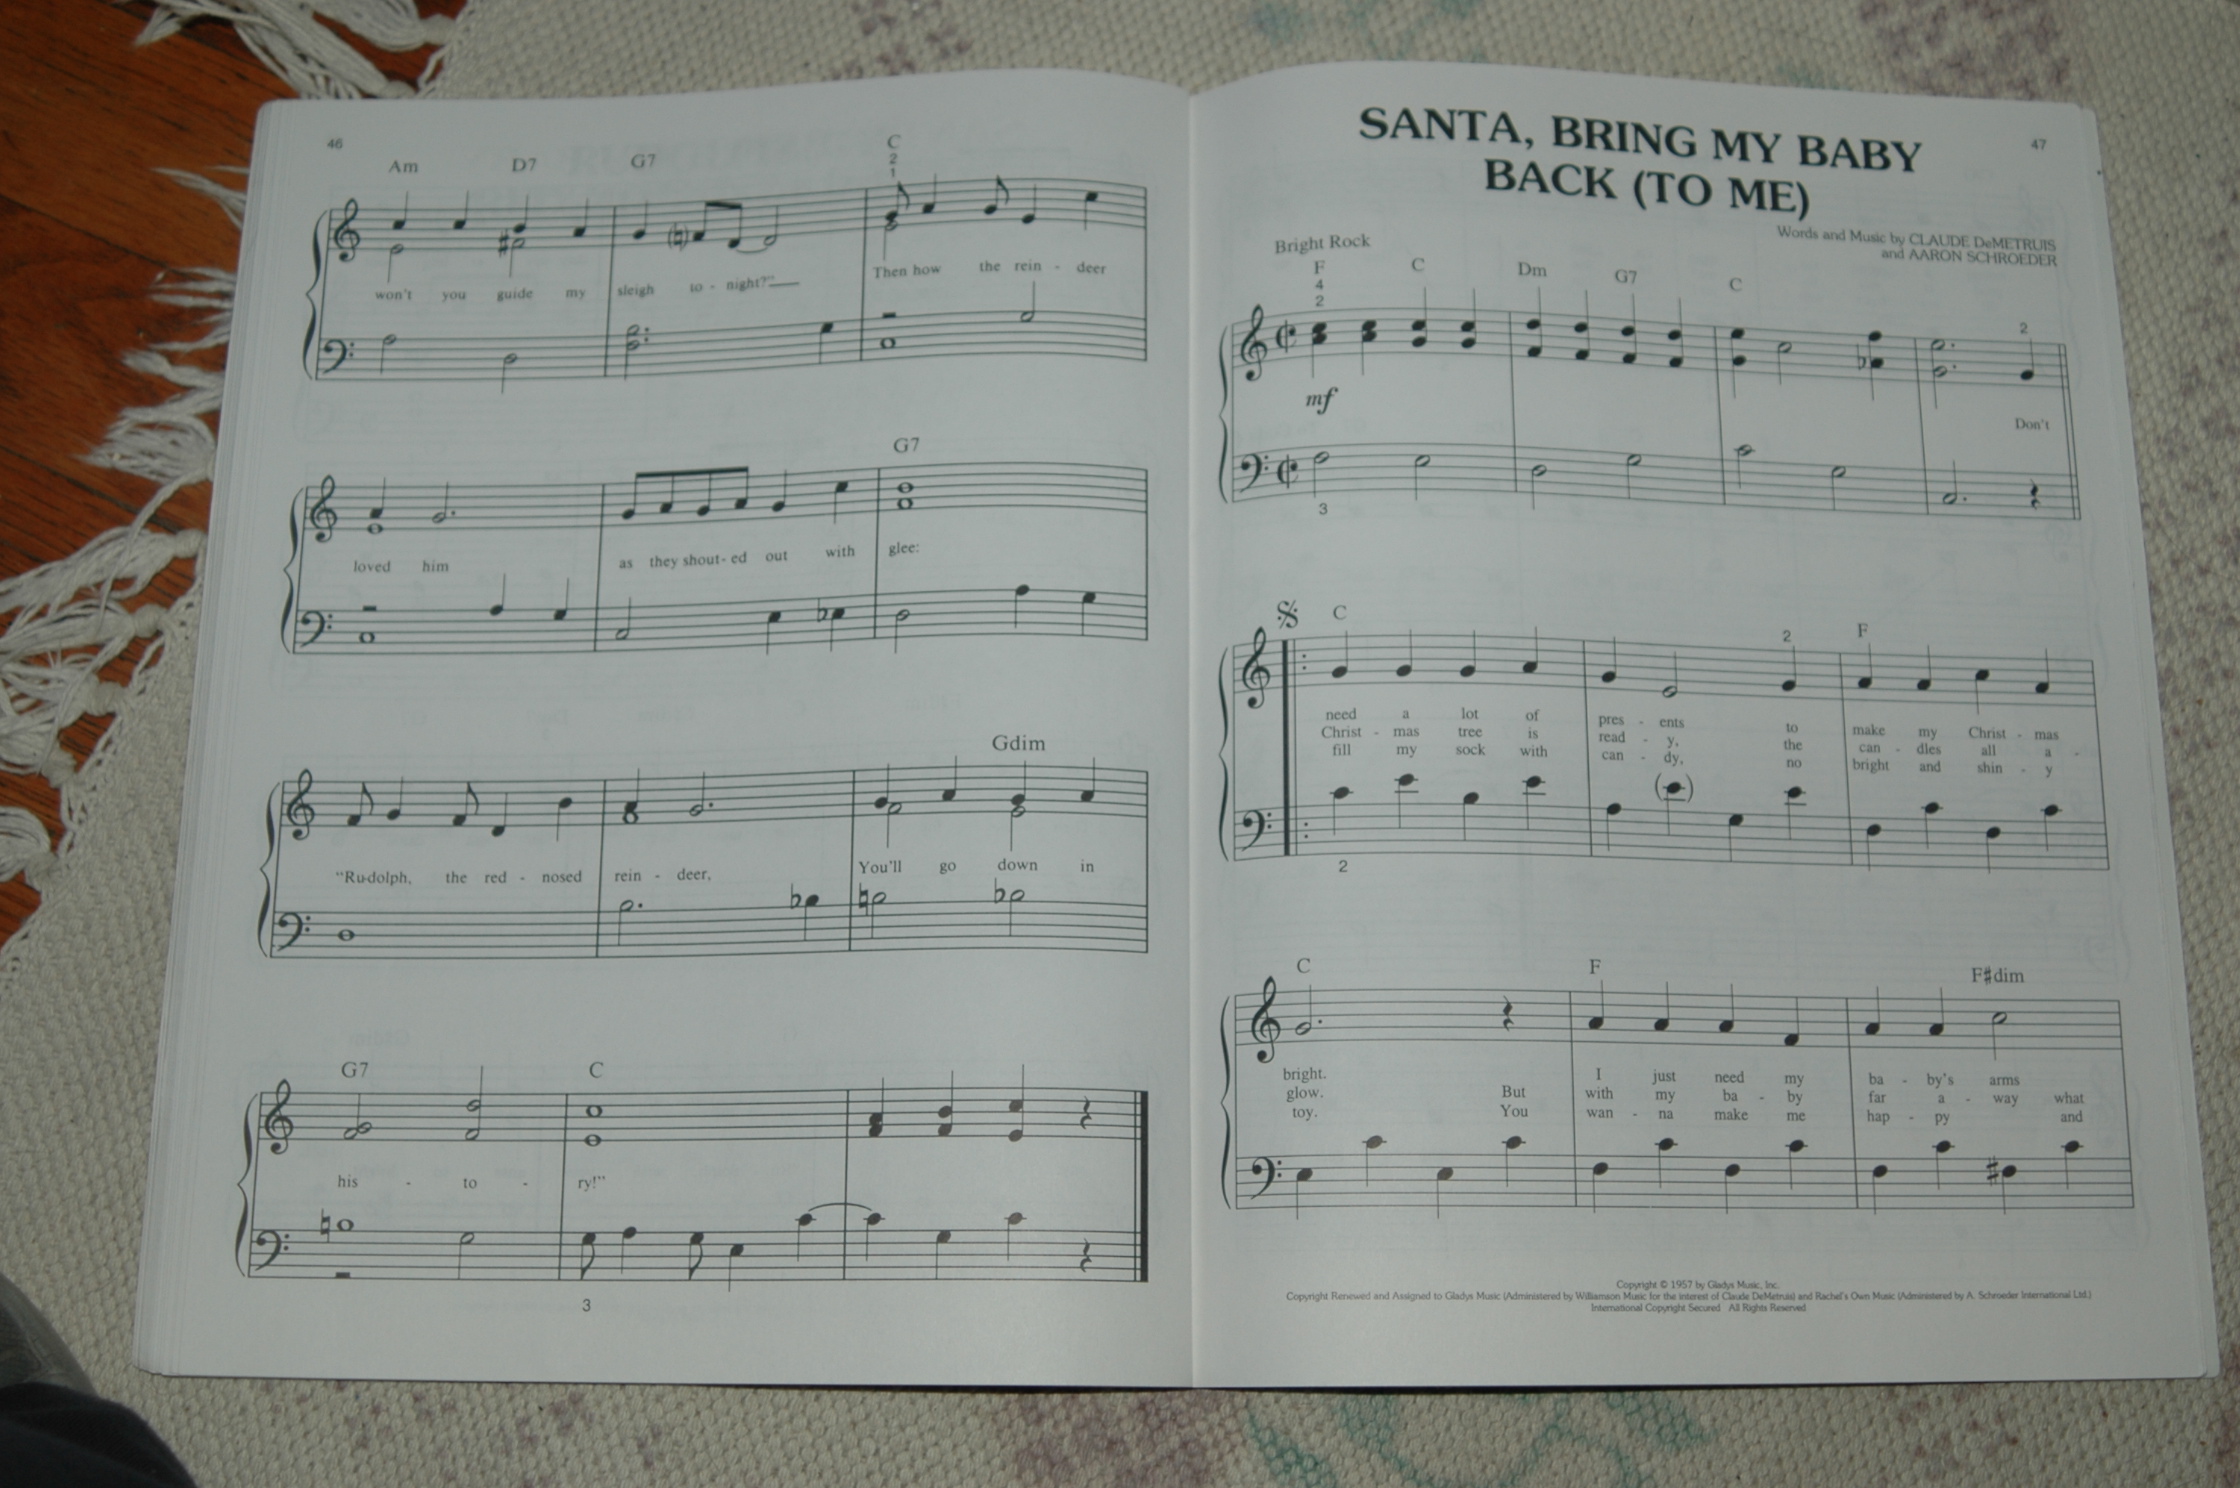 46
Am D7 G7 C
2
1
won't you guide my sleigh to - night?" Then how the rein - deer
G7
loved him as they shout- ed out with glee:
Gdim
"Ru-dolph, the red - nosed rein - deer, You'll go down in
G7 C
his - to - ry!"
3
47
SANTA, BRING MY BABY
BACK (TO ME)
Words and Music by CLAUDE DeMETRUIS
and AARON SCHROEDER
Bright Rock
F C Dm G7 C
4
2 2
mf
Don't
3
C 2 F
need a lot of pres - ents to make my Christ - mas
Christ - mas tree is read - y, the can - dles all a -
fill my sock with can - dy, no bright and shin - y
2
C F F♯dim
bright. I just need my ba - by's arms
glow. But with my ba - by far a - way what
toy. You wan - na make me hap - py and
Copyright © 1957 by Gladys Music, Inc.
Copyright Renewed and Assigned to Gladys Music (Administered by Williamson Music for the interest of Claude DeMetruis) and Rachel's Own Music (Administered by A. Schroeder International Ltd.)
International Copyright Secured All Rights Reserved